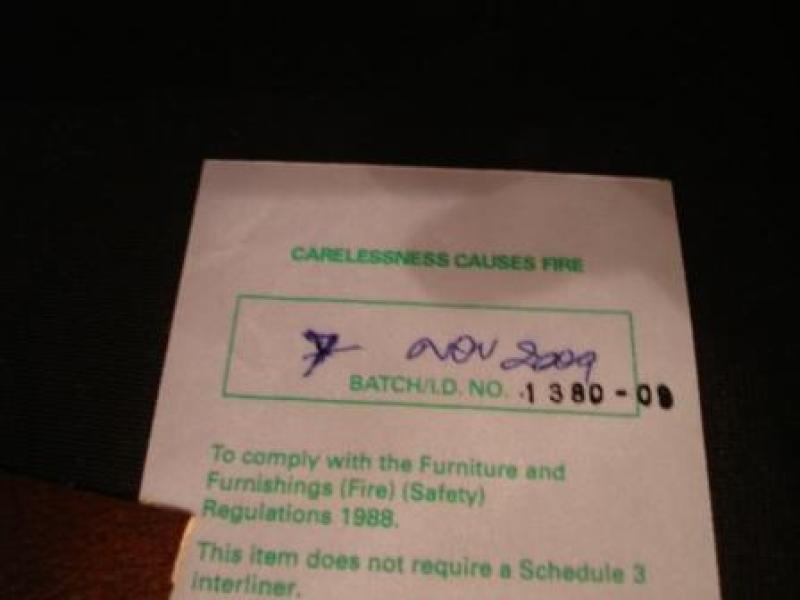 CARELESSNESS CAUSES FIRE
7 NOV 2009
BATCH/I.D. NO. 1380-09
To comply with the Furniture and
Furnishings (Fire) (Safety)
Regulations 1988.
This item does not require a Schedule 3
interliner.